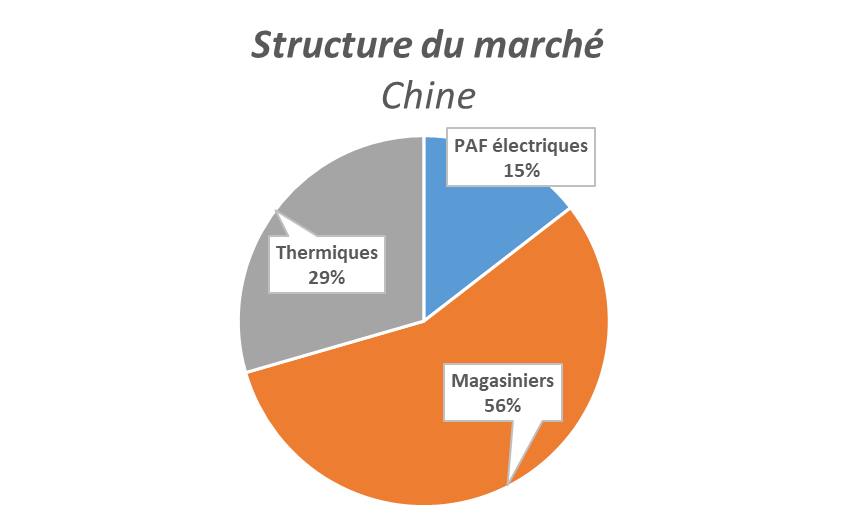 Structure du marché
Chine
PAF électriques
15%
Thermiques
29%
Magasiniers
56%